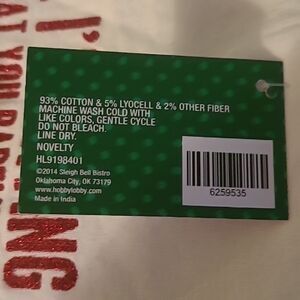 93% COTTON & 5% LYOCELL & 2% OTHER FIBER
MACHINE WASH COLD WITH
LIKE COLORS, GENTLE CYCLE
DO NOT BLEACH.
LINE DRY.
NOVELTY
HL9198401
©2014 Sleigh Bell Bistro
Oklahoma City, OK 73179
www.hobbylobby.com
Made in India
6259535